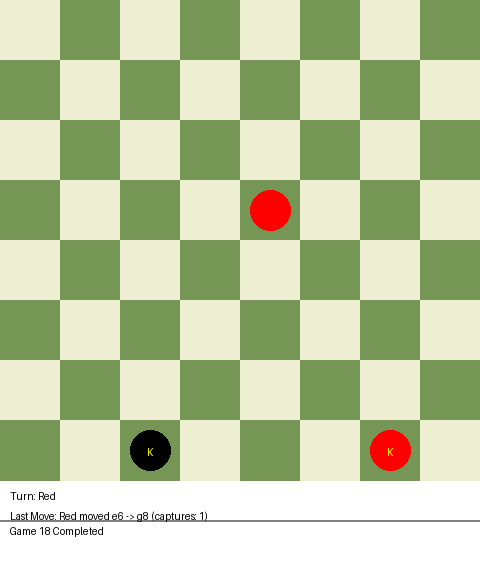 K
K
Turn: Red
Last Move: Red moved e6 -> g8 (captures: 1)
Game 18 Completed